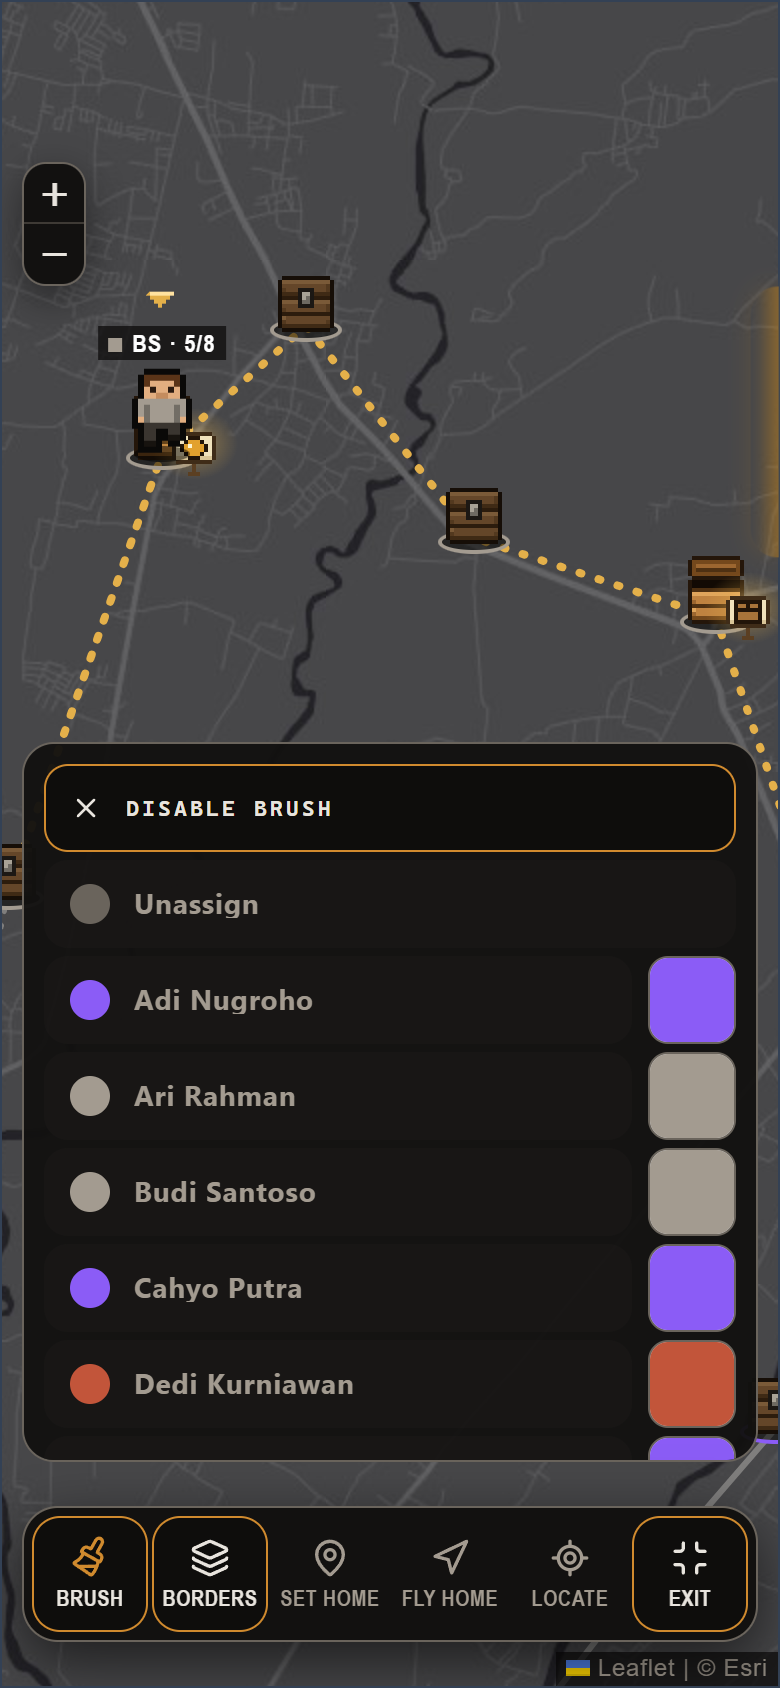 +
−
BS · 5/8
DISABLE BRUSH
Unassign
Adi Nugroho
Ari Rahman
Budi Santoso
Cahyo Putra
Dedi Kurniawan
BRUSH
BORDERS
SET HOME
FLY HOME
LOCATE
EXIT
Leaflet | © Esri